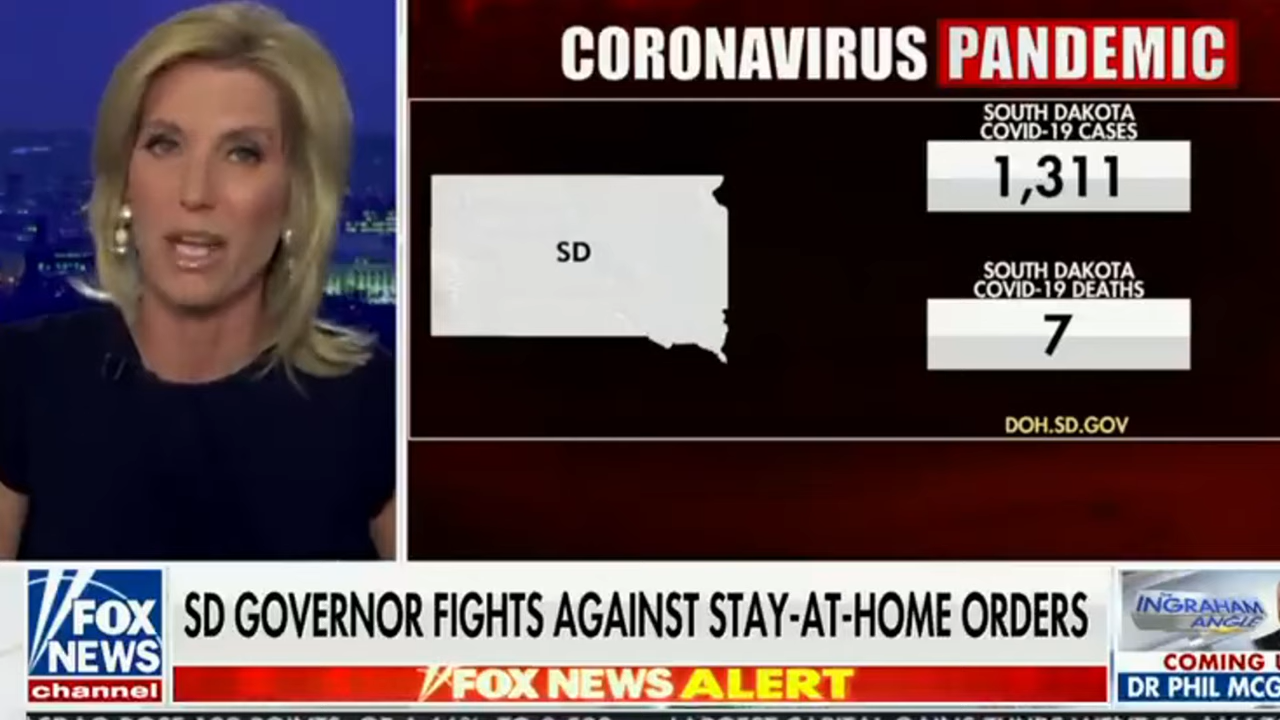 CORONAVIRUS PANDEMIC
SOUTH DAKOTA
COVID-19 CASES
1,311
SD
SOUTH DAKOTA
COVID-19 DEATHS
7
DOH.SD.GOV
FOX
NEWS
channel
SD GOVERNOR FIGHTS AGAINST STAY-AT-HOME ORDERS
FOX NEWS ALERT
THE
INGRAHAM
ANGLE
COMING U
DR PHIL MCG